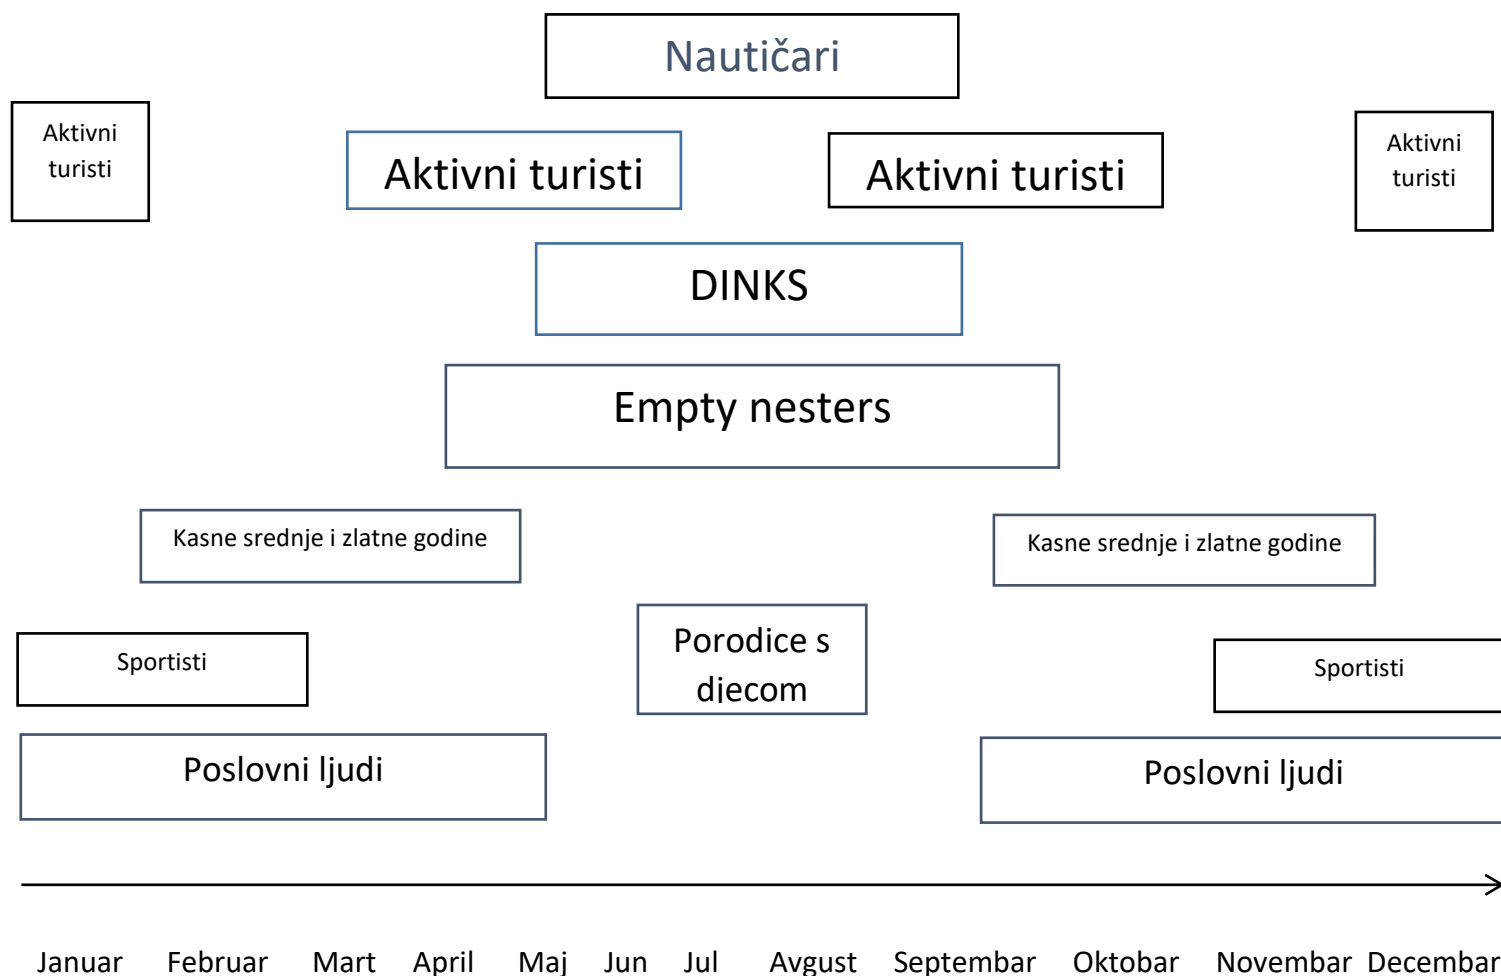 Nautičari
Aktivni
turisti
Aktivni turisti
Aktivni turisti
Aktivni
turisti
DINKS
Empty nesters
Kasne srednje i zlatne godine
Kasne srednje i zlatne godine
Sportisti
Porodice s
djecom
Sportisti
Poslovni ljudi
Poslovni ljudi
Januar Februar Mart April Maj Jun Jul Avgust Septembar Oktobar Novembar Decembar